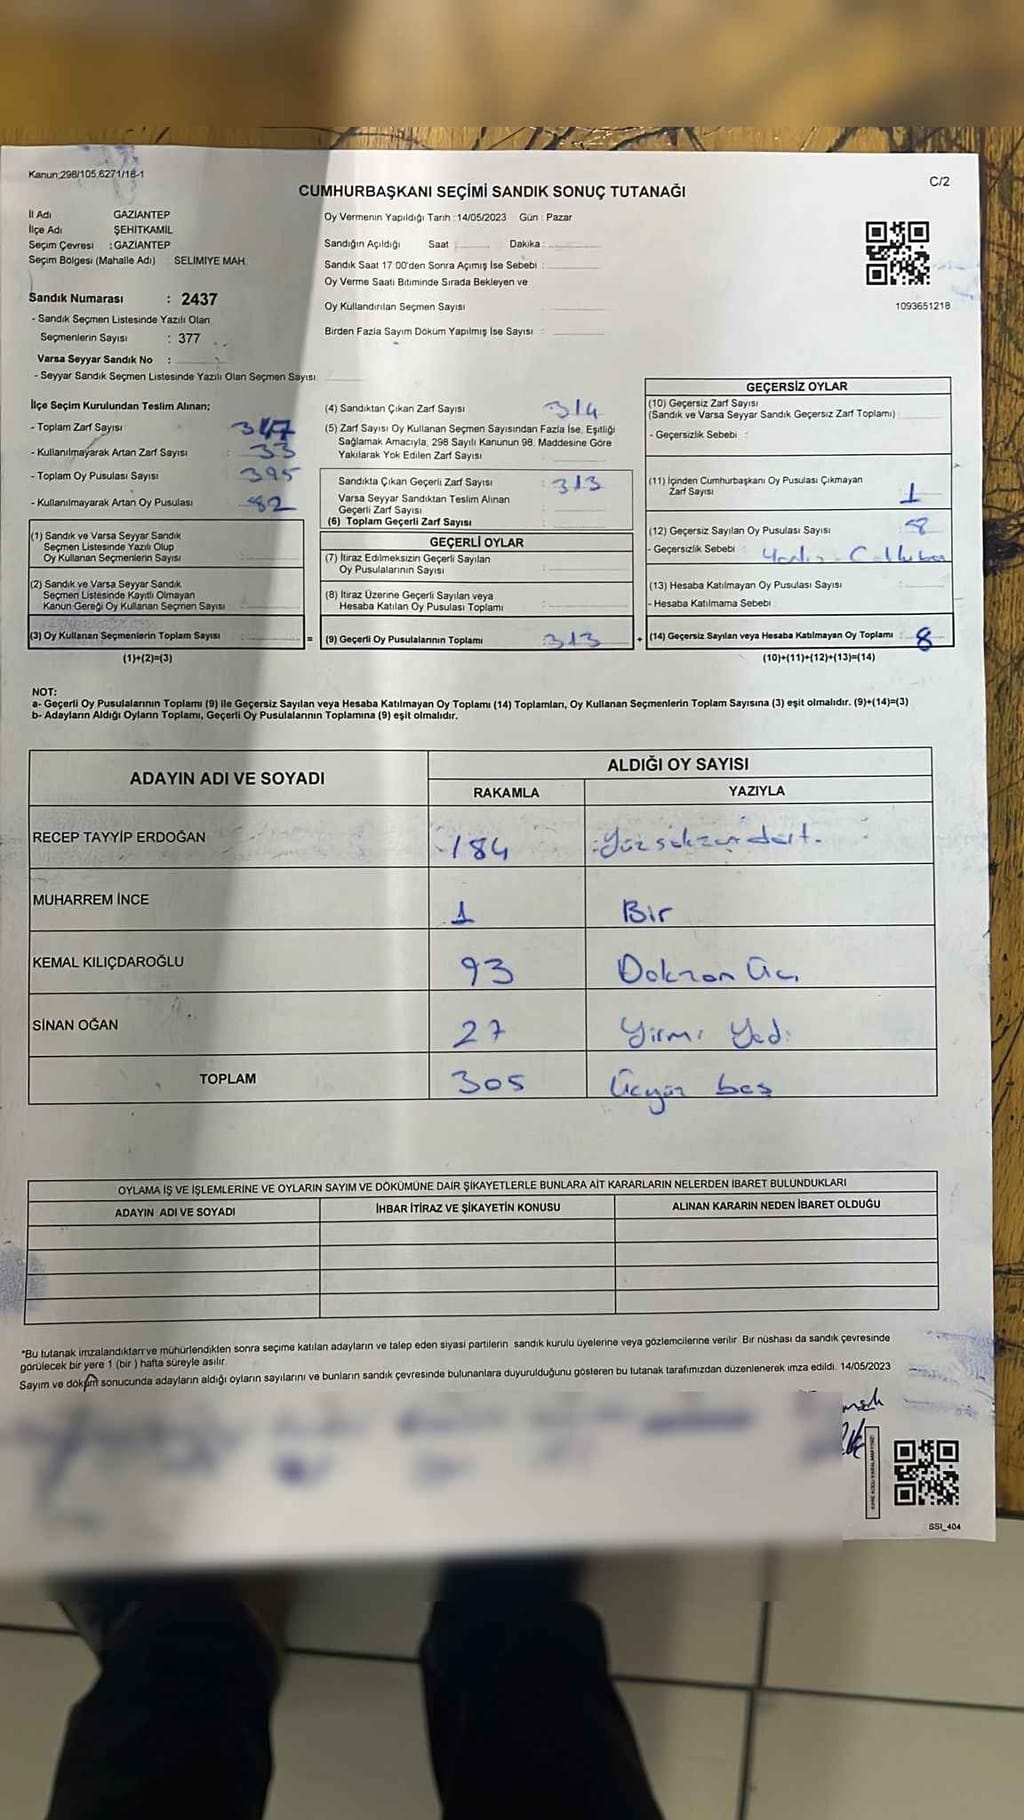 Kanun:298/105,6271/18-1
C/2
CUMHURBAŞKANI SEÇİMİ SANDIK SONUÇ TUTANAĞI
İl Adı GAZİANTEP
İlçe Adı ŞEHİTKAMİL
Seçim Çevresi : GAZİANTEP
Seçim Bölgesi (Mahalle Adı) SELIMIYE MAH.
Sandık Numarası : 2437
- Sandık Seçmen Listesinde Yazılı Olan
Seçmenlerin Sayısı : 377
Varsa Seyyar Sandık No :
- Seyyar Sandık Seçmen Listesinde Yazılı Olan Seçmen Sayısı
Oy Vermenin Yapıldığı Tarih :14/05/2023 Gün : Pazar
Sandığın Açıldığı Saat Dakika :
Sandık Saat 17:00'den Sonra Açılmış İse Sebebi :
Oy Verme Saati Bitiminde Sırada Bekleyen ve
Oy Kullandırılan Seçmen Sayısı
Birden Fazla Sayım Döküm Yapılmış İse Sayısı :
1093651218
İlçe Seçim Kurulundan Teslim Alınan;
- Toplam Zarf Sayısı 347
- Kullanılmayarak Artan Zarf Sayısı : 33
- Toplam Oy Pusulası Sayısı : 395
- Kullanılmayarak Artan Oy Pusulası 82
(1) Sandık ve Varsa Seyyar Sandık
Seçmen Listesinde Yazılı Olup
Oy Kullanan Seçmenlerin Sayısı
(2) Sandık ve Varsa Seyyar Sandık
Seçmen Listesinde Kayıtlı Olmayan
Kanun Gereği Oy Kullanan Seçmen Sayısı
(3) Oy Kullanan Seçmenlerin Toplam Sayısı :
(1)+(2)=(3)
(4) Sandıktan Çıkan Zarf Sayısı : 314
(5) Zarf Sayısı Oy Kullanan Seçmen Sayısından Fazla İse, Eşitliği
Sağlamak Amacıyla, 298 Sayılı Kanunun 98. Maddesine Göre
Yakılarak Yok Edilen Zarf Sayısı
Sandıkta Çıkan Geçerli Zarf Sayısı : 313
Varsa Seyyar Sandıktan Teslim Alınan
Geçerli Zarf Sayısı
(6) Toplam Geçerli Zarf Sayısı
GEÇERLİ OYLAR
(7) İtiraz Edilmeksizin Geçerli Sayılan
Oy Pusulalarının Sayısı
(8) İtiraz Üzerine Geçerli Sayılan veya
Hesaba Katılan Oy Pusulası Toplamı
= (9) Geçerli Oy Pusulalarının Toplamı : 313 +
GEÇERSİZ OYLAR
(10) Geçersiz Zarf Sayısı
(Sandık ve Varsa Seyyar Sandık Geçersiz Zarf Toplamı)
- Geçersizlik Sebebi :
(11) İçinden Cumhurbaşkanı Oy Pusulası Çıkmayan
Zarf Sayısı 1
(12) Geçersiz Sayılan Oy Pusulası Sayısı 8
- Geçersizlik Sebebi :
(13) Hesaba Katılmayan Oy Pusulası Sayısı
- Hesaba Katılmama Sebebi :
(14) Geçersiz Sayılan veya Hesaba Katılmayan Oy Toplamı : 8
(10)+(11)+(12)+(13)=(14)
NOT:
a- Geçerli Oy Pusulalarının Toplamı (9) ile Geçersiz Sayılan veya Hesaba Katılmayan Oy Toplamı (14) Toplamları, Oy Kullanan Seçmenlerin Toplam Sayısına (3) eşit olmalıdır. (9)+(14)=(3)
b- Adayların Aldığı Oyların Toplamı, Geçerli Oy Pusulalarının Toplamına (9) eşit olmalıdır.
ADAYIN ADI VE SOYADI ALDIĞI OY SAYISI
RAKAMLA YAZIYLA
RECEP TAYYİP ERDOĞAN 184 Yüz seksen dört.
MUHARREM İNCE 1 Bir
KEMAL KILIÇDAROĞLU 93 Doksan Üç
SİNAN OĞAN 27 Yirmi Yedi
TOPLAM 305 Üçyüz beş
OYLAMA İŞ VE İŞLEMLERİNE VE OYLARIN SAYIM VE DÖKÜMÜNE DAİR ŞİKAYETLERLE BUNLARA AİT KARARLARIN NELERDEN İBARET BULUNDUKLARI
ADAYIN ADI VE SOYADI İHBAR İTİRAZ VE ŞİKAYETİN KONUSU ALINAN KARARIN NEDEN İBARET OLDUĞU
*Bu tutanak imzalandıktan ve mühürlendikten sonra seçime katılan adayların ve talep eden siyasi partilerin sandık kurulu üyelerine veya gözlemcilerine verilir. Bir nüshası da sandık çevresinde
görülecek bir yere 1 (bir) hafta süreyle asılır.
Sayım ve döküm sonucunda adayların aldığı oyların sayılarını ve bunların sandık çevresinde bulunanlara duyurulduğunu gösteren bu tutanak tarafımızdan düzenlenerek imza edildi. 14/05/2023
SSI_404